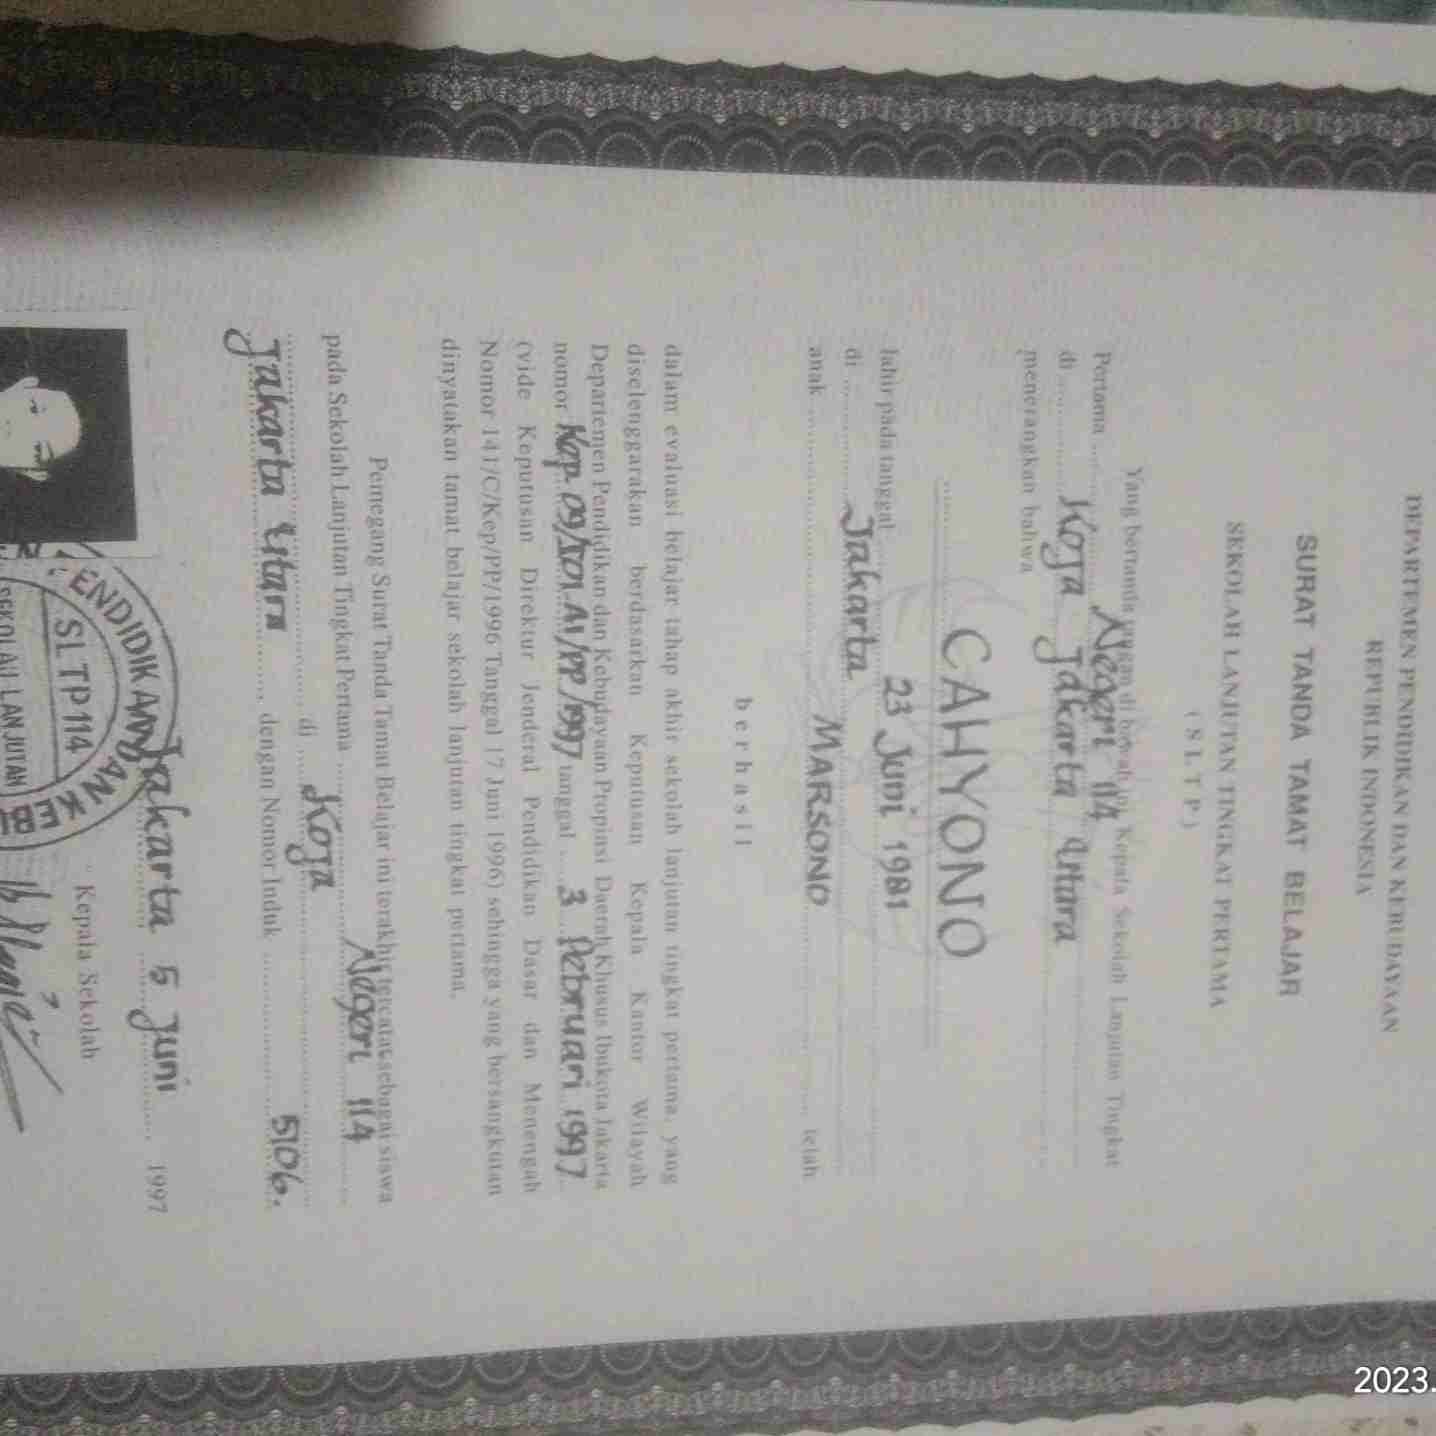 DEPARTEMEN PENDIDIKAN DAN KEBUDAYAAN
REPUBLIK INDONESIA
SURAT TANDA TAMAT BELAJAR
SEKOLAH LANJUTAN TINGKAT PERTAMA
( S L T P )
Yang bertanda tangan di bawah ini Kepala Sekolah Lanjutan Tingkat
Pertama Negeri 114
di Koja Jakarta Utara
menerangkan bahwa
CAHYONO
lahir pada tanggal 23 Juni 1981
di Jakarta
anak MARSONO telah
berhasil
dalam evaluasi belajar tahap akhir sekolah lanjutan tingkat pertama, yang
diselenggarakan berdasarkan Keputusan Kepala Kantor Wilayah
Departemen Pendidikan dan Kebudayaan Propinsi Daerah Khusus Ibukota Jakarta
nomor Kep. 09/I01.A1/PP/1997 tanggal 3 Pebruari 1997
(vide Keputusan Direktur Jenderal Pendidikan Dasar dan Menengah
Nomor 141/C/Kep/PP/1996 Tanggal 17 Juni 1996) sehingga yang bersangkutan
dinyatakan tamat belajar sekolah lanjutan tingkat pertama.
Pemegang Surat Tanda Tamat Belajar ini terakhir tercatat sebagai siswa
pada Sekolah Lanjutan Tingkat Pertama Negeri 114
di Koja
Jakarta Utara, dengan Nomor Induk 5106.
Jakarta 5 Juni 1997
Kepala Sekolah
PENDIDIKAN DAN
SLTP 114
SEKOLAH LANJUTAN
2023.